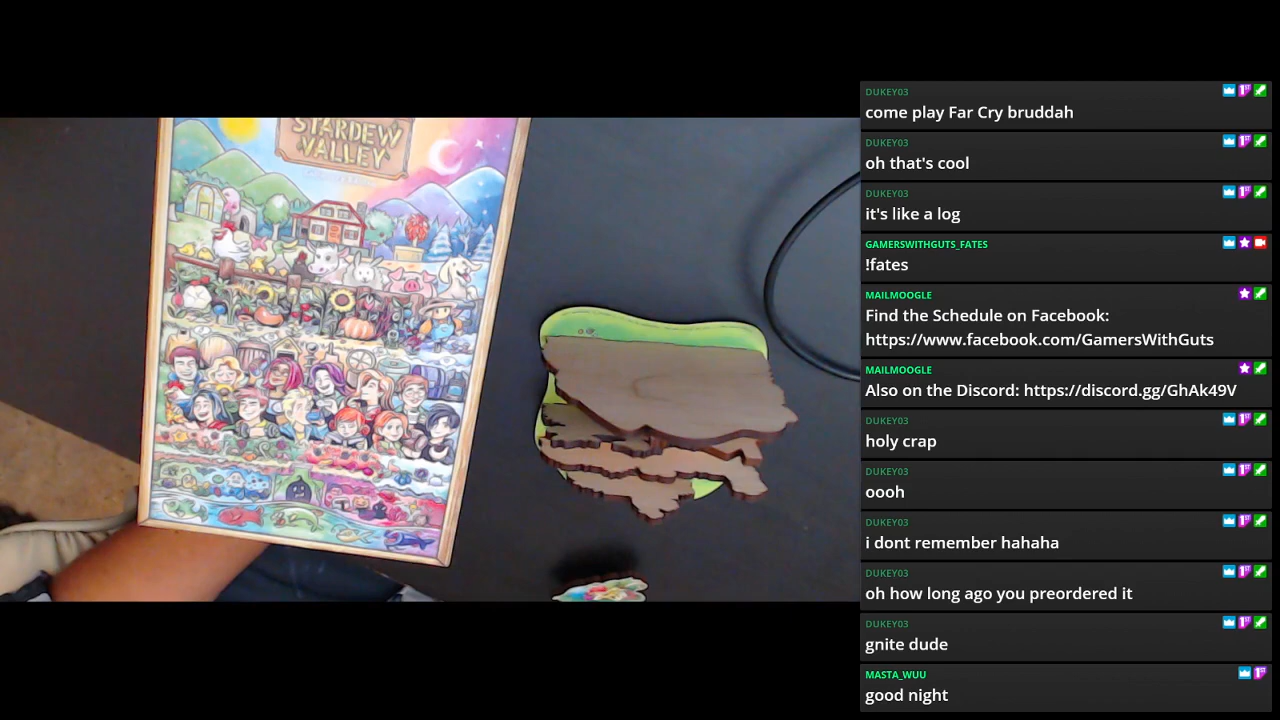 STARDEW
VALLEY
DUKEY03
come play Far Cry bruddah
DUKEY03
oh that's cool
DUKEY03
it's like a log
GAMERSWITHGUTS_FATES
!fates
MAILMOOGLE
Find the Schedule on Facebook:
https://www.facebook.com/GamersWithGuts
MAILMOOGLE
Also on the Discord: https://discord.gg/GhAk49V
DUKEY03
holy crap
DUKEY03
oooh
DUKEY03
i dont remember hahaha
DUKEY03
oh how long ago you preordered it
DUKEY03
gnite dude
MASTA_WUU
good night